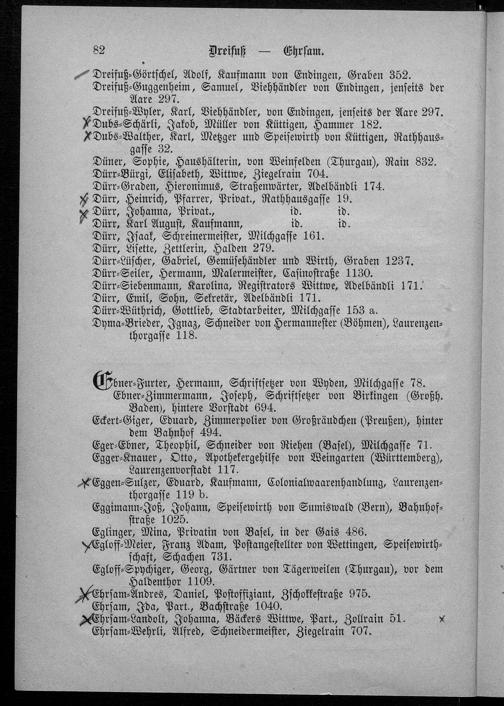 82 Dreifuß — Ehrsam.
Dreifuß-Görtschel, Adolf, Kaufmann von Endingen, Graben 352.
Dreifuß-Guggenheim, Samuel, Viehhändler von Endingen, jenseits der
Aare 297.
Dreifuß-Wyler, Karl, Viehhändler, von Endingen, jenseits der Aare 297.
Dubs-Schärli, Jakob, Müller von Küttigen, Hammer 182.
Dubs-Walther, Karl, Metzger und Speisewirth von Küttigen, Rathhaus-
gasse 32.
Düner, Sophie, Haushälterin, von Weinfelden (Thurgau), Rain 832.
Dürr-Bürgi, Elisabeth, Wittwe, Ziegelrain 704.
Dürr-Graden, Hieronimus, Straßenwärter, Adelbändli 174.
Dürr, Heinrich, Pfarrer, Privat., Rathhausgasse 19.
Dürr, Johanna, Privat., id. id.
Dürr, Karl August, Kaufmann, id. id.
Dürr, Isaak, Schreinermeister, Milchgasse 161.
Dürr, Lisette, Zettlerin, Halden 279.
Dürr-Lüscher, Gabriel, Gemüsehändler und Wirth, Graben 1237.
Dürr-Seiler, Hermann, Malermeister, Casinostraße 1130.
Dürr-Siebenmann, Karolina, Registrators Wittwe, Adelbändli 171.
Dürr, Emil, Sohn, Sekretär, Adelbändli 171.
Dürr-Wüthrich, Gottlieb, Stadtarbeiter, Milchgasse 153 a.
Dyma-Brieder, Ignaz, Schneider von Hermannester (Böhmen), Laurenzen-
thorgasse 118.
Ebner-Furter, Hermann, Schriftsetzer von Wyden, Milchgasse 78.
Ebner-Zimmermann, Joseph, Schriftsetzer von Birkingen (Großh.
Baden), hintere Vorstadt 694.
Eckert-Giger, Eduard, Zimmerpolier von Großräudchen (Preußen), hinter
dem Bahnhof 494.
Eger-Ebner, Theophil, Schneider von Riehen (Basel), Milchgasse 71.
Egger-Knauer, Otto, Apothekergehilfe von Weingarten (Württemberg),
Laurenzenvorstadt 117.
Eggen-Sulzer, Eduard, Kaufmann, Colonialwaarenhandlung, Laurenzen-
thorgasse 119 b.
Eggimann-Joß, Johann, Speisewirth von Sumiswald (Bern), Bahnhof-
straße 1025.
Eglinger, Mina, Privatin von Basel, in der Gais 486.
Egloff-Meier, Franz Adam, Postangestellter von Wettingen, Speisewirth-
schaft, Schachen 731.
Egloff-Spychiger, Georg, Gärtner von Tägerweilen (Thurgau), vor dem
Haldenthor 1109.
Ehrsam-Andres, Daniel, Postoffiziant, Zschokkestraße 975.
Ehrsam, Ida, Part., Bachstraße 1040.
Ehrsam-Landolt, Johanna, Bäckers Wittwe, Part., Zollrain 51.
Ehrsam-Wehrli, Alfred, Schneidermeister, Ziegelrain 707.